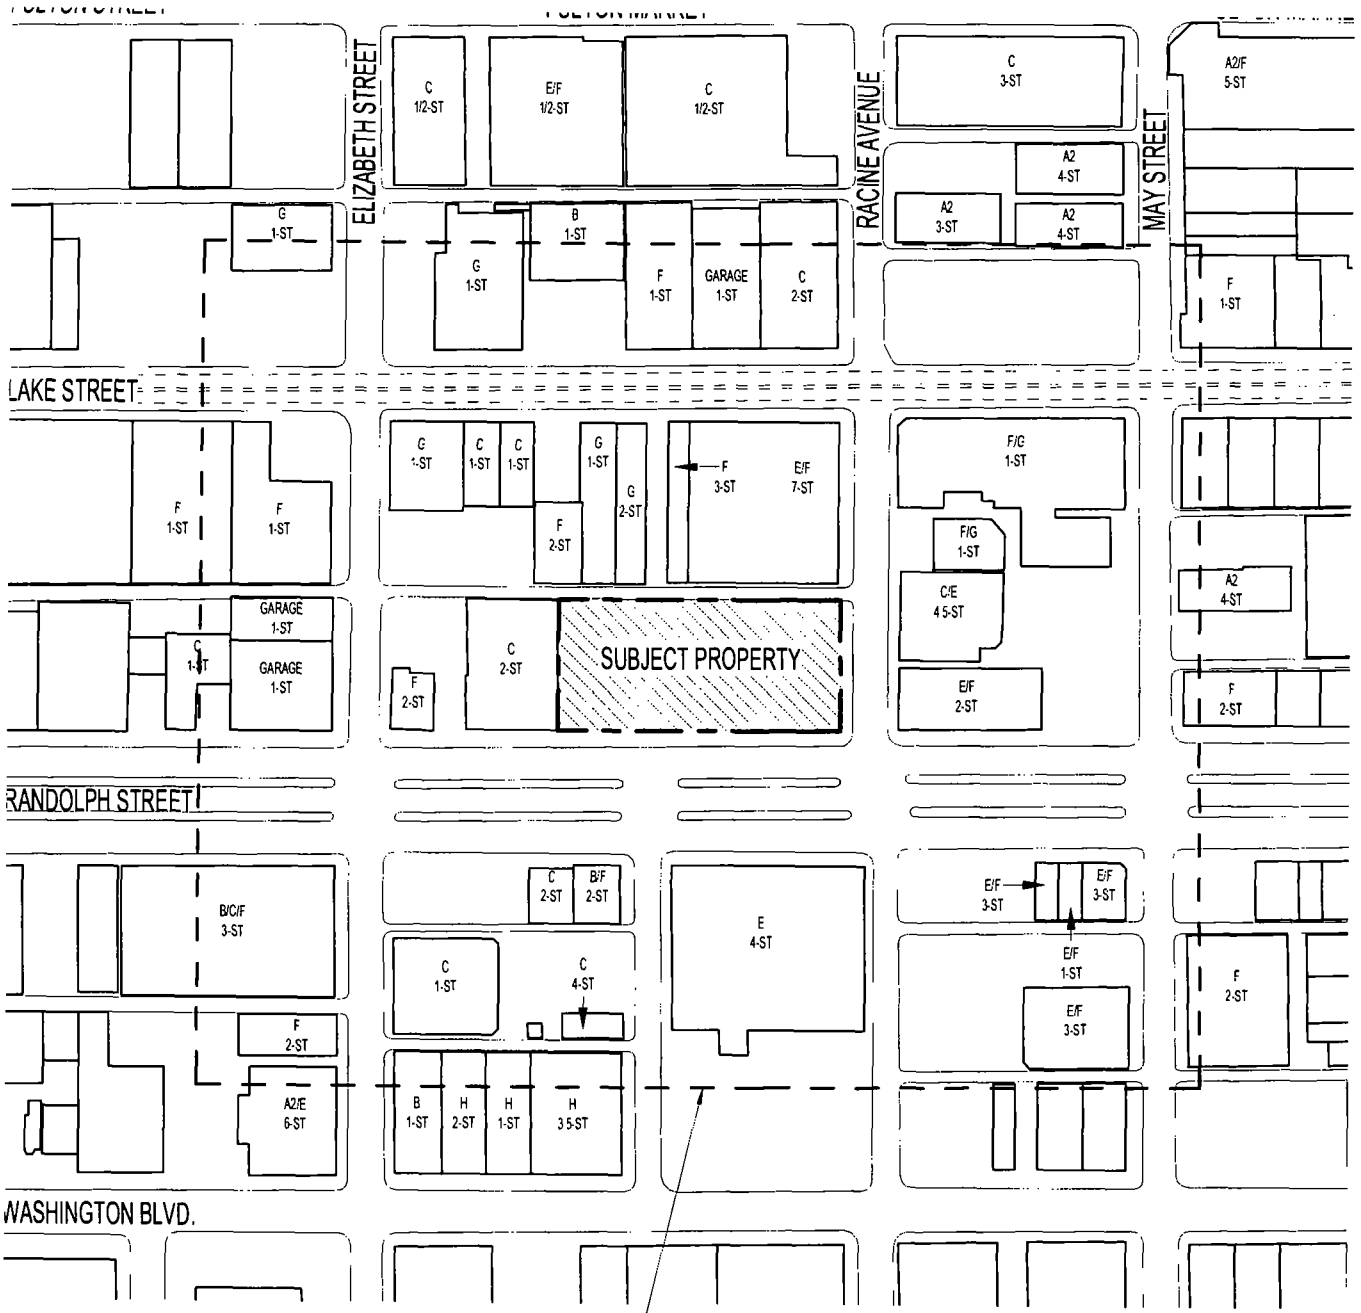 FULTON STREET
FULTON MARKET
ELIZABETH STREET
C
1/2-ST
E/F
1/2-ST
C
1/2-ST
RACINE AVENUE
C
3-ST
MAY STREET
A2/F
5-ST
A2
4-ST
A2
3-ST
A2
4-ST
G
1-ST
G
1-ST
B
1-ST
F
1-ST
GARAGE
1-ST
C
2-ST
F
1-ST
LAKE STREET
F
1-ST
F
1-ST
G
1-ST
C
1-ST
C
1-ST
F
2-ST
G
1-ST
G
2-ST
F
3-ST
E/F
7-ST
F/G
1-ST
F/G
1-ST
C/E
4 5-ST
E/F
2-ST
A2
4-ST
F
2-ST
GARAGE
1-ST
C
1-ST
GARAGE
1-ST
F
2-ST
C
2-ST
SUBJECT PROPERTY
RANDOLPH STREET
B/C/F
3-ST
C
2-ST
B/F
2-ST
C
1-ST
C
4-ST
E
4-ST
E/F
3-ST
E/F
3-ST
E/F
1-ST
E/F
3-ST
F
2-ST
F
2-ST
A2/E
6-ST
B
1-ST
H
2-ST
H
1-ST
H
3 5-ST
WASHINGTON BLVD.